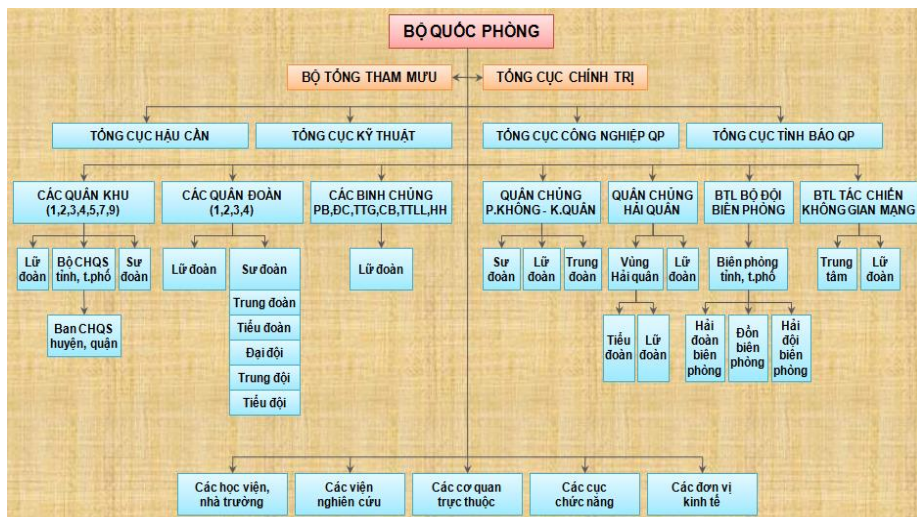 BỘ QUỐC PHÒNG
BỘ TỔNG THAM MƯU
TỔNG CỤC CHÍNH TRỊ
TỔNG CỤC HẬU CẦN
TỔNG CỤC KỸ THUẬT
TỔNG CỤC CÔNG NGHIỆP QP
TỔNG CỤC TÌNH BÁO QP
CÁC QUÂN KHU
(1,2,3,4,5,7,9)
CÁC QUÂN ĐOÀN
(1,2,3,4)
CÁC BINH CHỦNG
PB,ĐC,TTG,CB,TTLL,HH
QUÂN CHỦNG
P.KHÔNG - K.QUÂN
QUÂN CHỦNG
HẢI QUÂN
BTL BỘ ĐỘI
BIÊN PHÒNG
BTL TÁC CHIẾN
KHÔNG GIAN MẠNG
Lữ
đoàn
Bộ CHQS
tỉnh, t.phố
Sư
đoàn
Lữ đoàn
Sư đoàn
Lữ đoàn
Sư
đoàn
Lữ
đoàn
Trung
đoàn
Vùng
Hải quân
Lữ
đoàn
Biên phòng
tỉnh, t.phố
Trung
tâm
Lữ
đoàn
Ban CHQS
huyện, quận
Trung đoàn
Tiểu đoàn
Đại đội
Trung đội
Tiểu đội
Tiểu
đoàn
Lữ
đoàn
Hải
đoàn
biên
phòng
Đồn
biên
phòng
Hải
đội
biên
phòng
Các học viện,
nhà trường
Các viện
nghiên cứu
Các cơ quan
trực thuộc
Các cục
chức năng
Các đơn vị
kinh tế